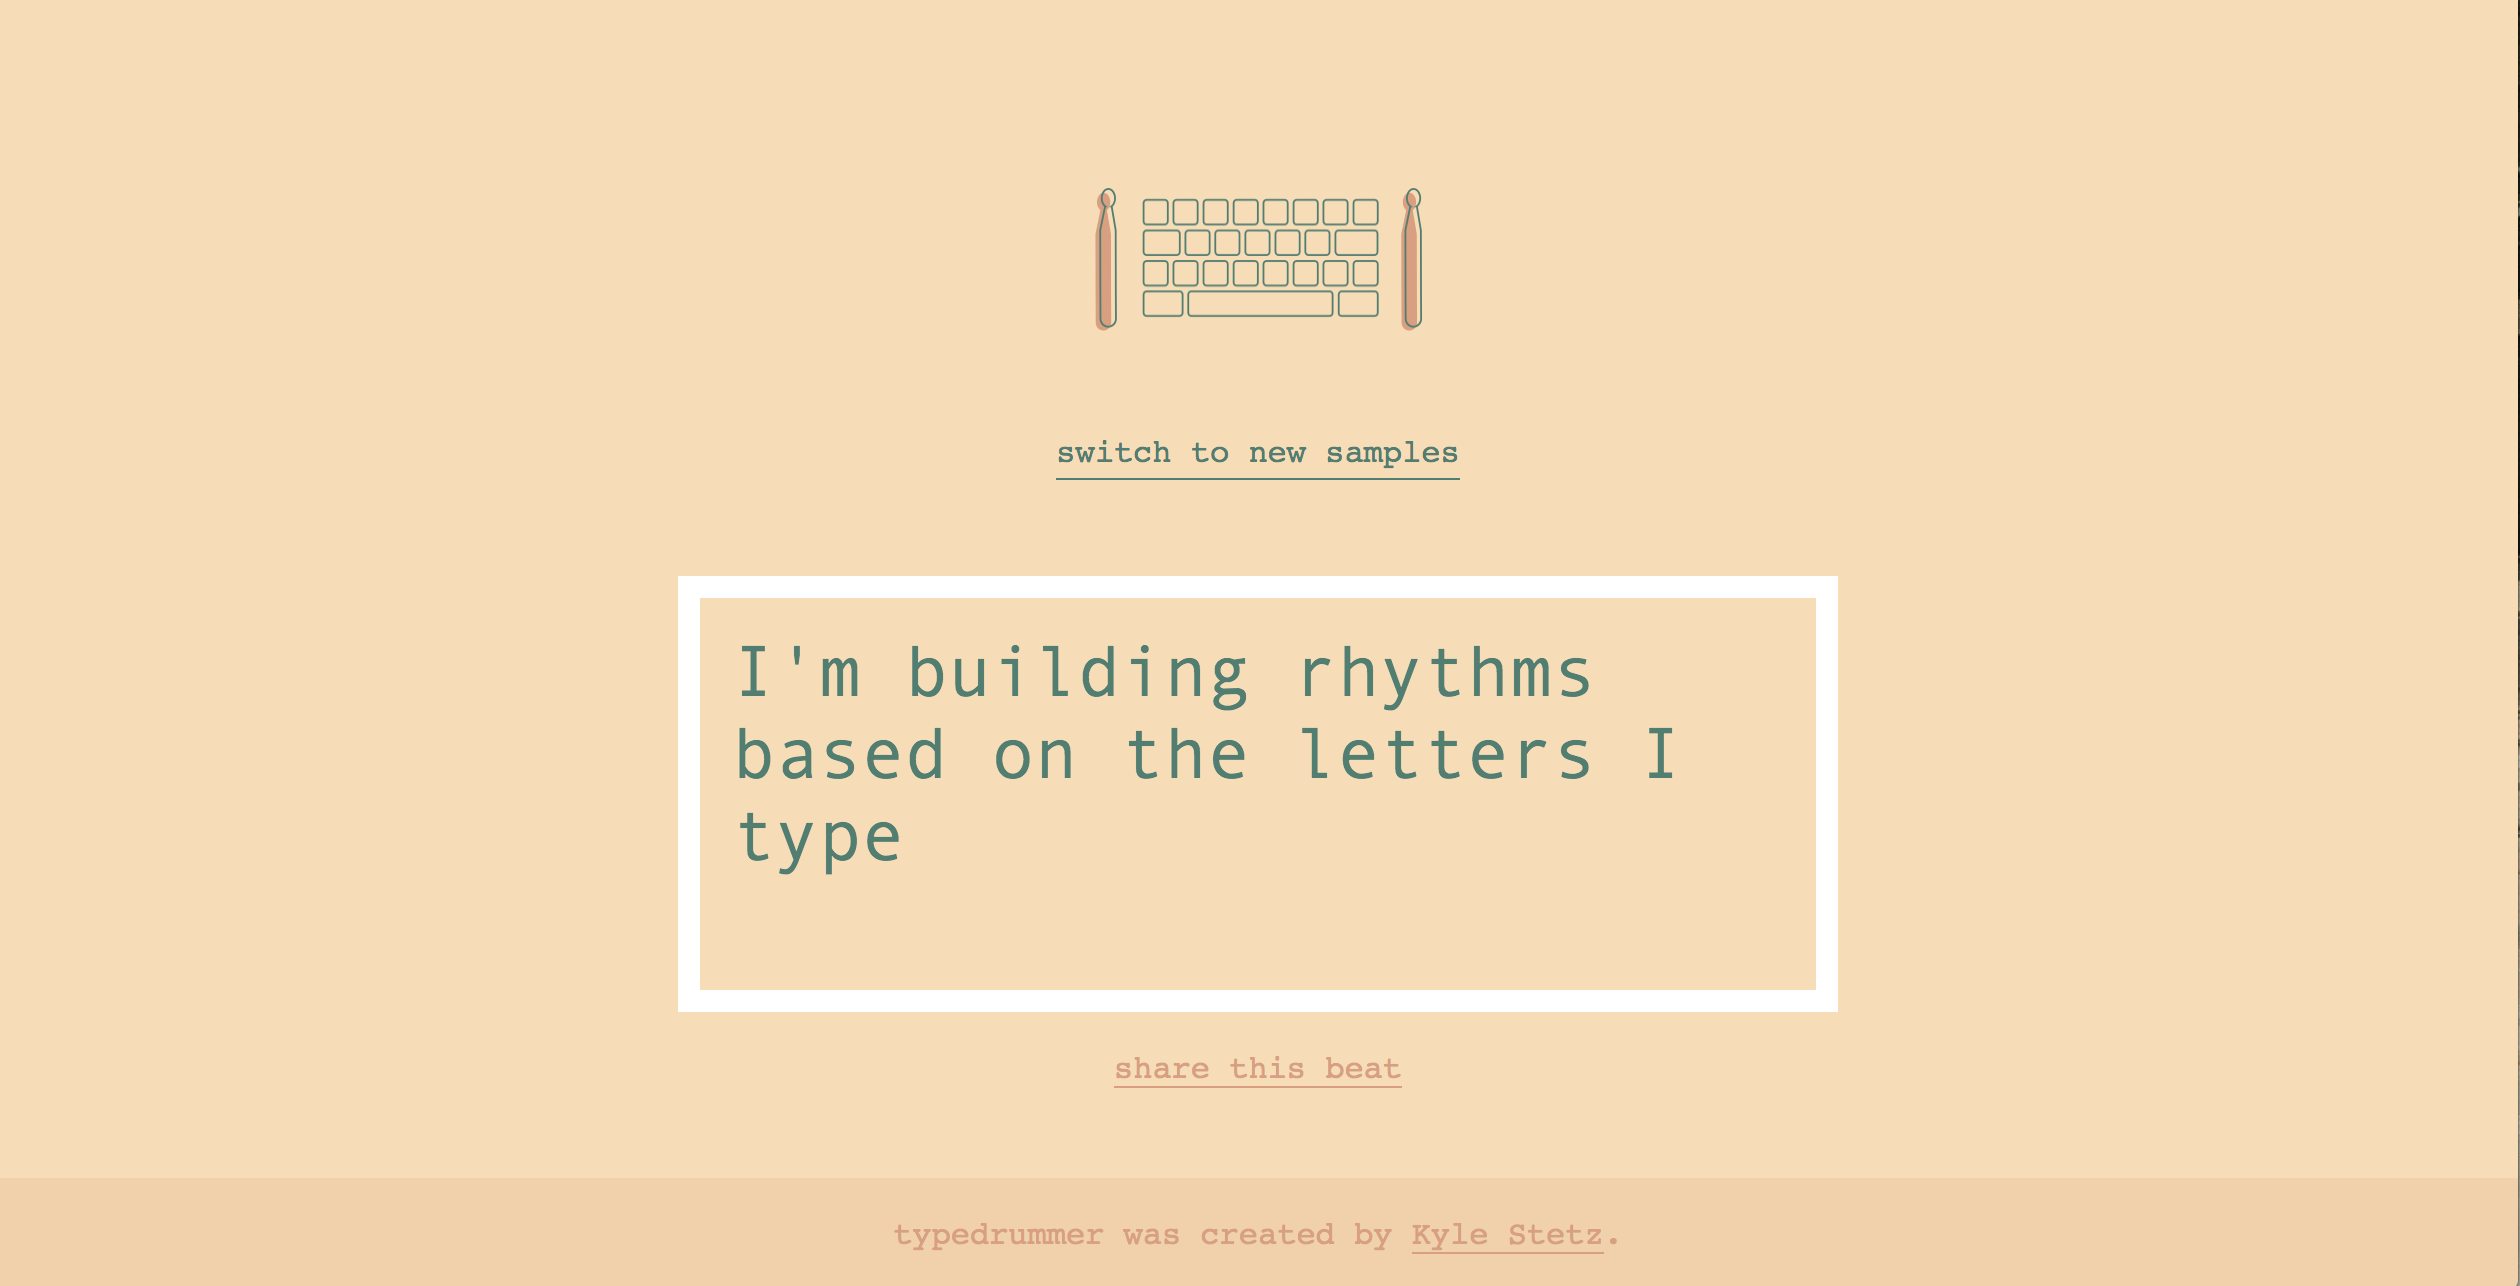 switch to new samples
I'm building rhythms
based on the letters I
type
share this beat
typedrummer was created by Kyle Stetz.